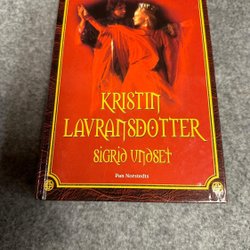 KRISTIN
LAVRANSDOTTER
SIGRID UNDSET
Pan Norstedts